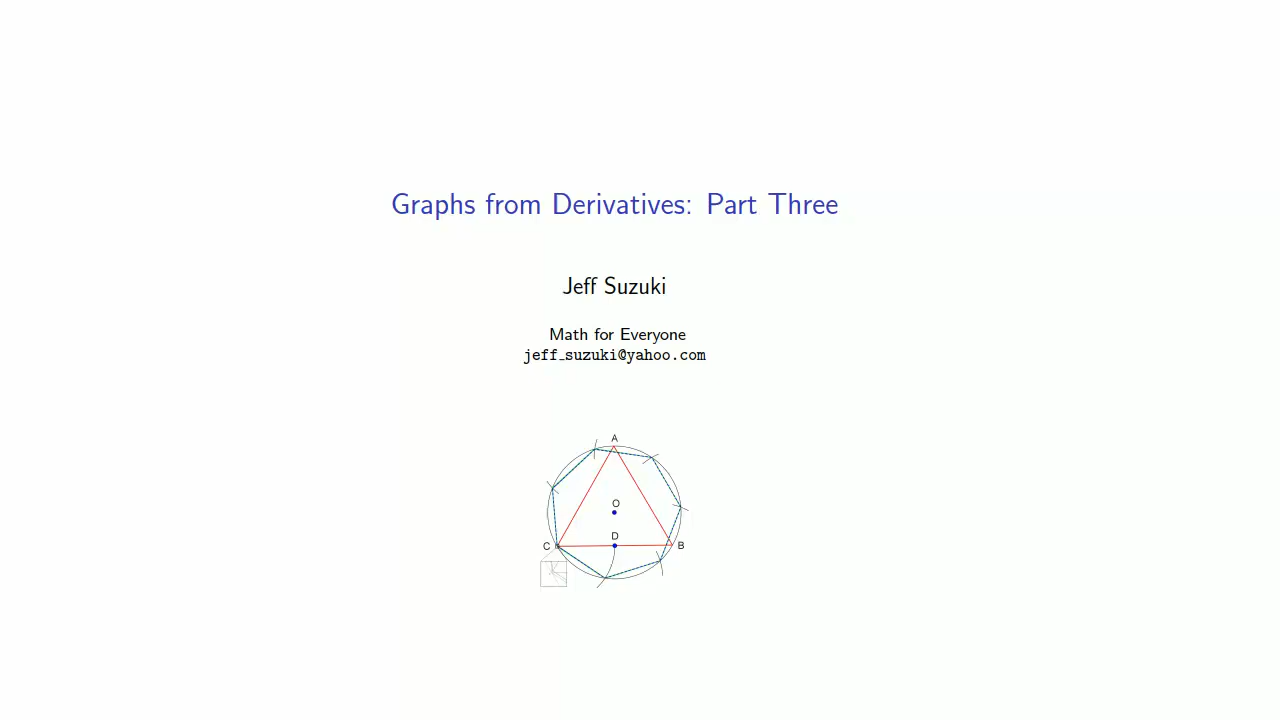 Graphs from Derivatives: Part Three
Jeff Suzuki
Math for Everyone
jeff_suzuki@yahoo.com
A
O
D
C
B